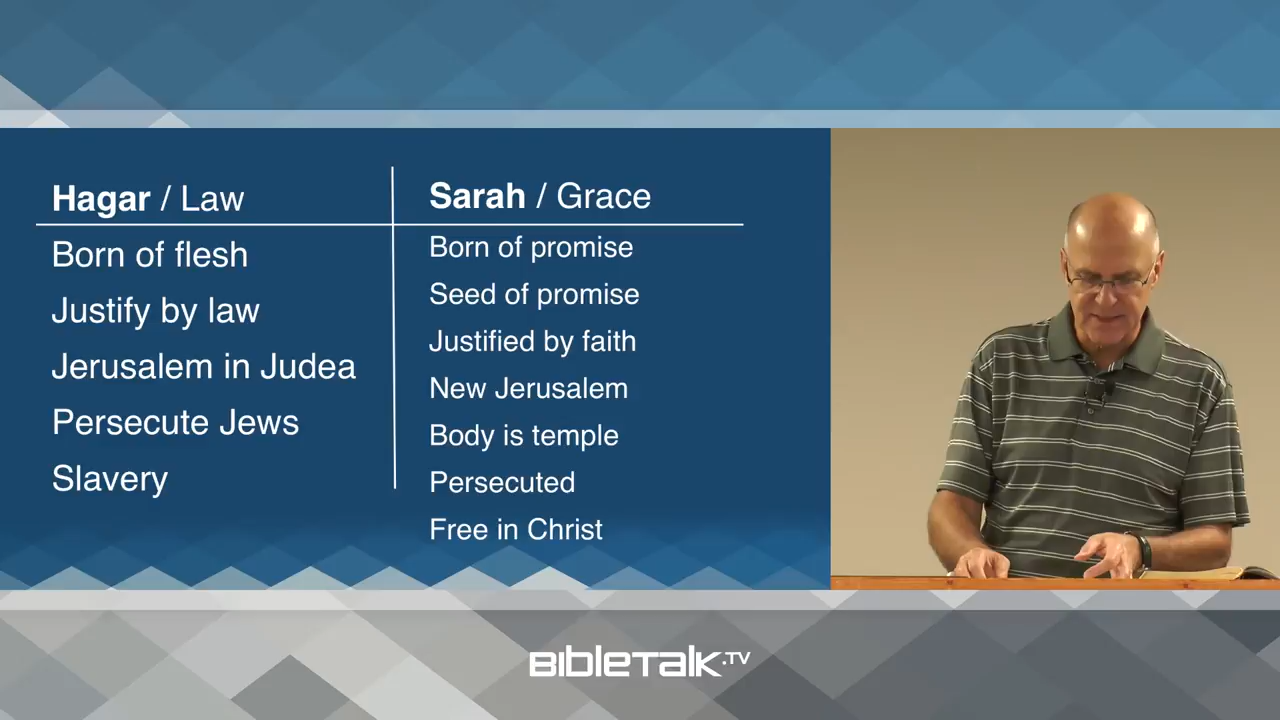 Hagar / Law
Born of flesh
Justify by law
Jerusalem in Judea
Persecute Jews
Slavery
Sarah / Grace
Born of promise
Seed of promise
Justified by faith
New Jerusalem
Body is temple
Persecuted
Free in Christ
BIBLETALK.TV